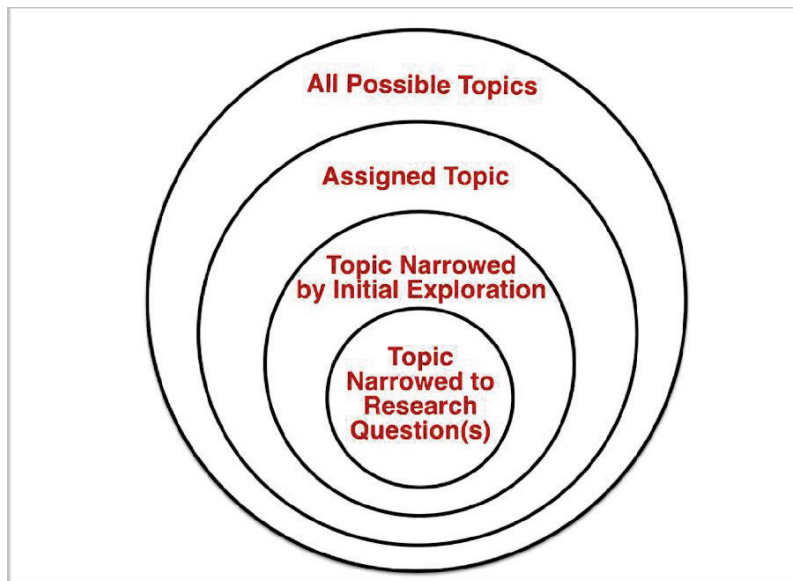 All Possible Topics
Assigned Topic
Topic Narrowed
by Initial Exploration
Topic
Narrowed to
Research
Question(s)